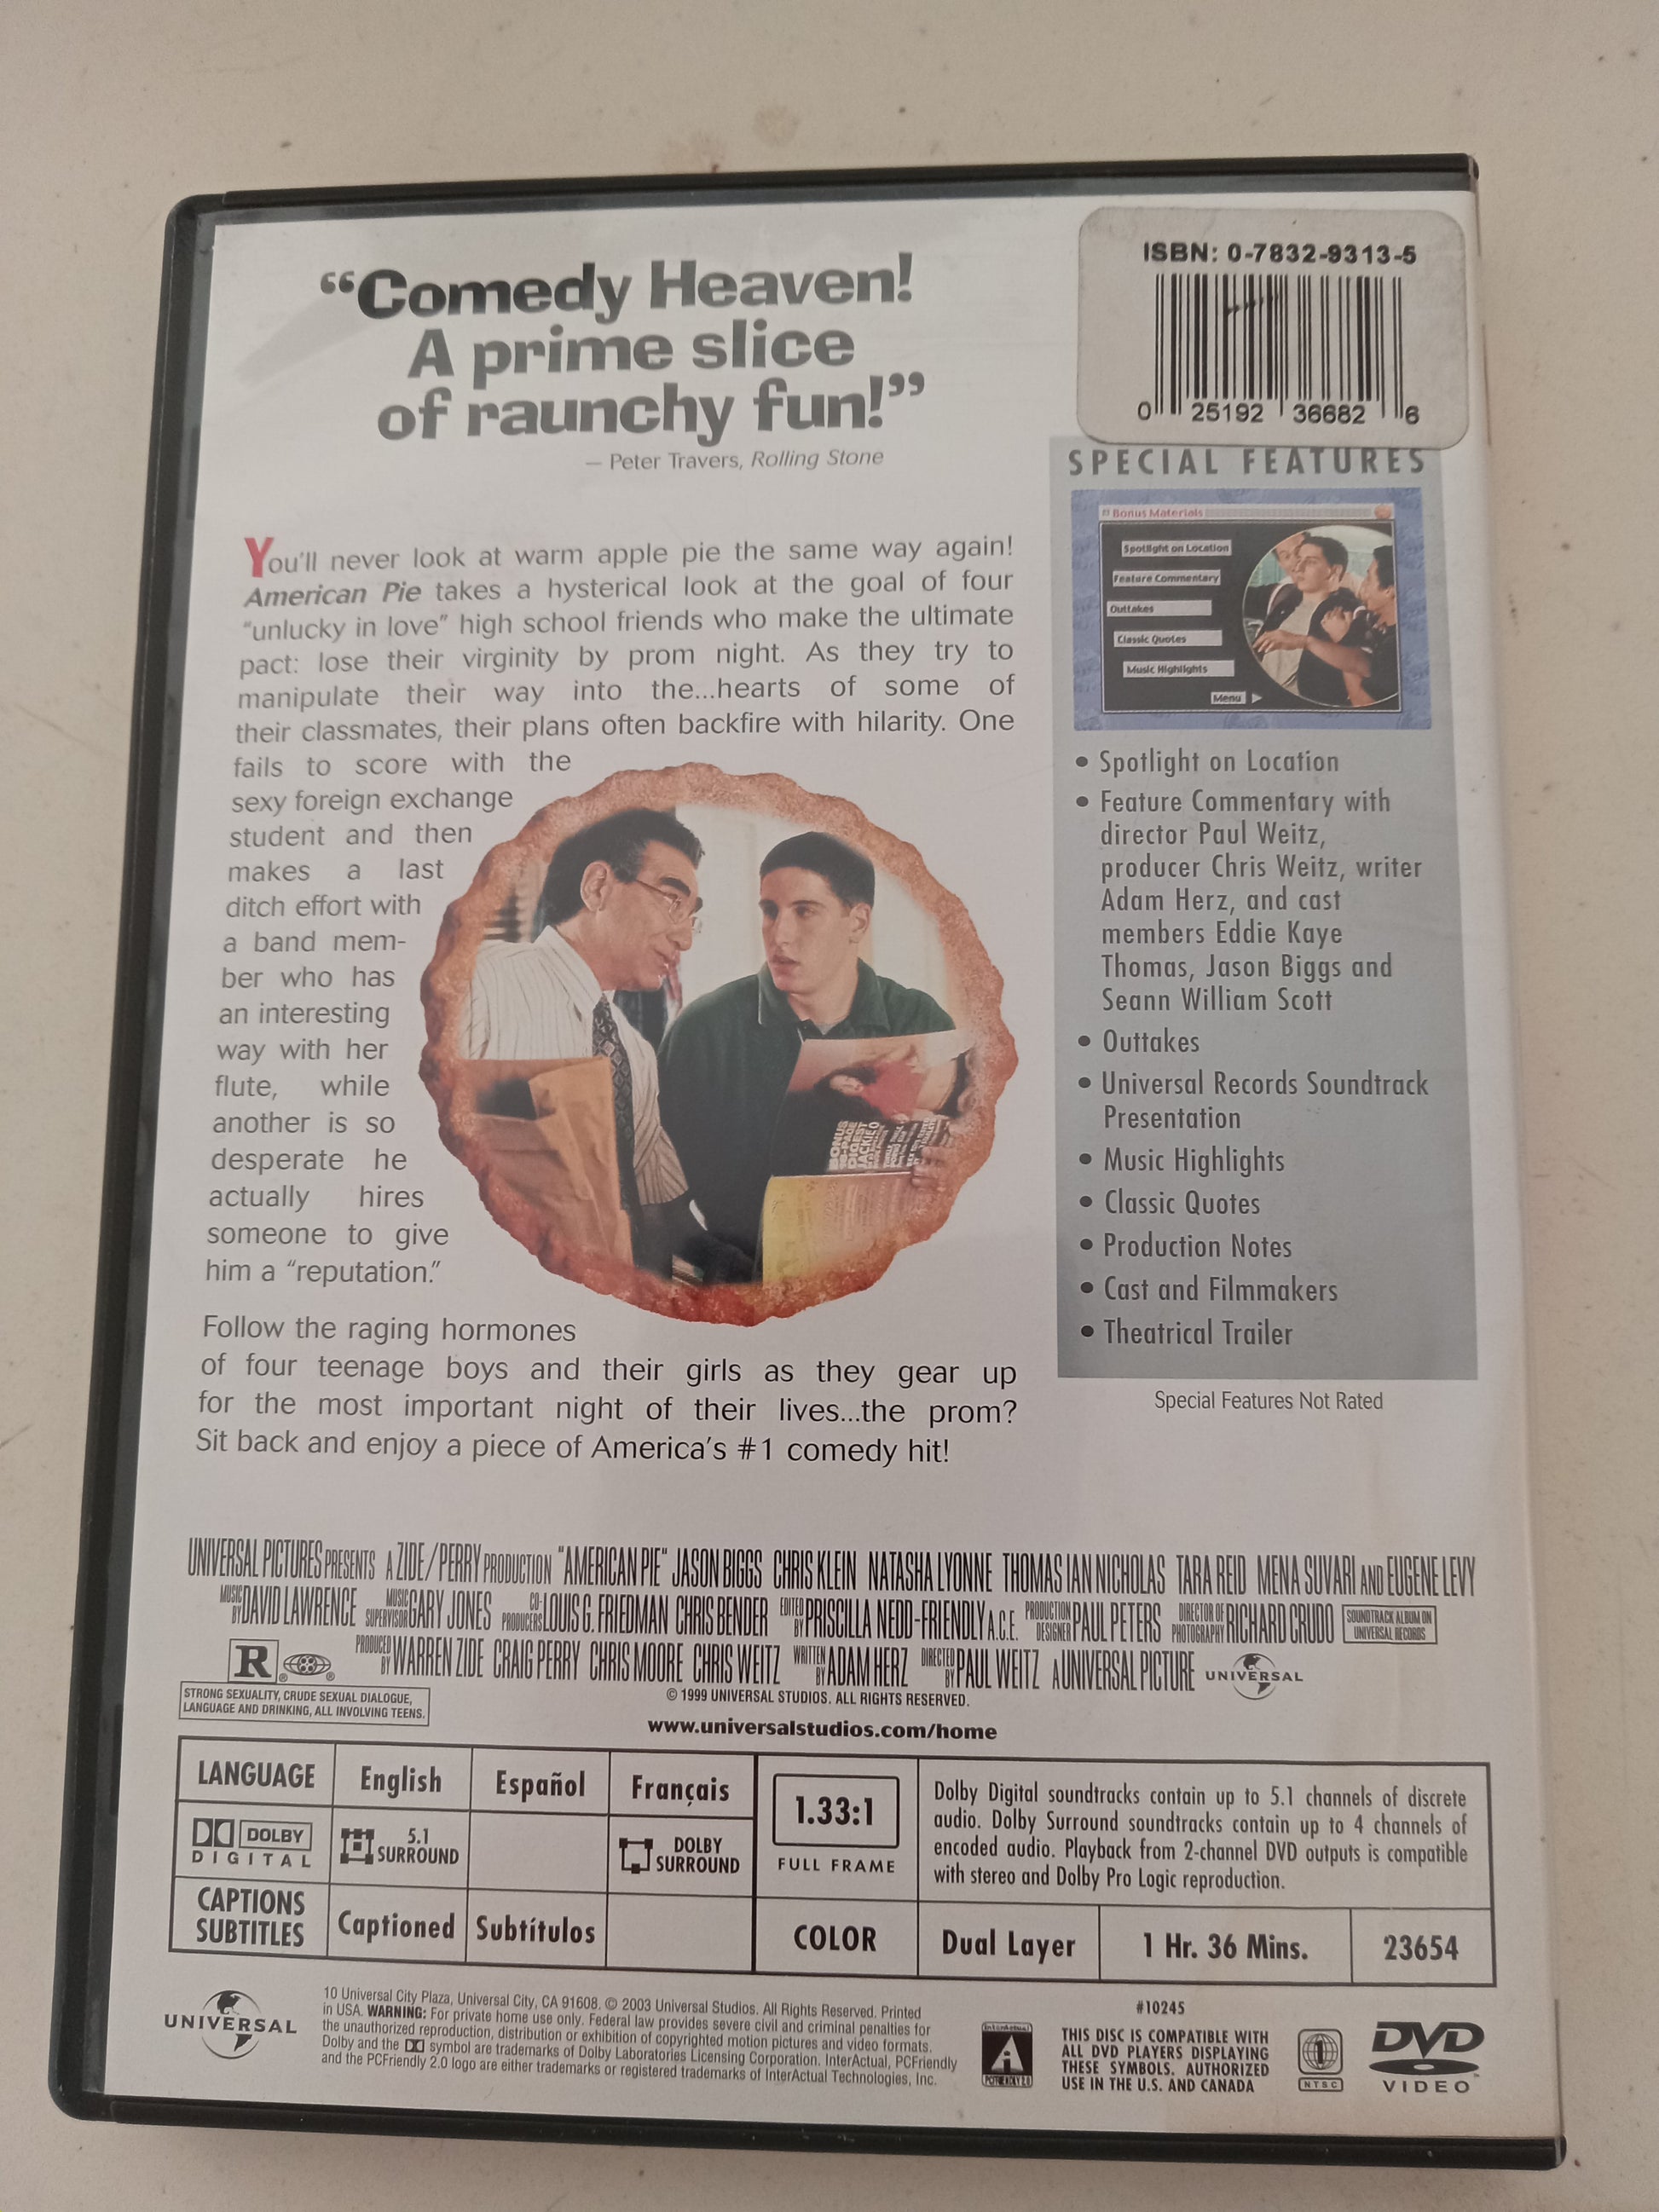 “Comedy Heaven!
A prime slice
of raunchy fun!”
– Peter Travers, Rolling Stone
You'll never look at warm apple pie the same way again!
American Pie takes a hysterical look at the goal of four
“unlucky in love” high school friends who make the ultimate
pact: lose their virginity by prom night. As they try to
manipulate their way into the...hearts of some of
their classmates, their plans often backfire with hilarity. One
fails to score with the
sexy foreign exchange
student and then
makes a last
ditch effort with
a band mem-
ber who has
an interesting
way with her
flute, while
another is so
desperate he
actually hires
someone to give
him a “reputation.”
Follow the raging hormones
of four teenage boys and their girls as they gear up
for the most important night of their lives...the prom?
Sit back and enjoy a piece of America's #1 comedy hit!
BONUS
DIGEST
JACKIE O
ISBN: 0-7832-9313-5
0 25192 36682 6
SPECIAL FEATURES
Bonus Materials
Spotlight on Location
Feature Commentary
Outtakes
Classic Quotes
Music Highlights
Menu
• Spotlight on Location
• Feature Commentary with
director Paul Weitz,
producer Chris Weitz, writer
Adam Herz, and cast
members Eddie Kaye
Thomas, Jason Biggs and
Seann William Scott
• Outtakes
• Universal Records Soundtrack
Presentation
• Music Highlights
• Classic Quotes
• Production Notes
• Cast and Filmmakers
• Theatrical Trailer
Special Features Not Rated
UNIVERSAL PICTURES PRESENTS A ZIDE/PERRY PRODUCTION "AMERICAN PIE" JASON BIGGS CHRIS KLEIN NATASHA LYONNE THOMAS IAN NICHOLAS TARA REID MENA SUVARI AND EUGENE LEVY
MUSIC BY DAVID LAWRENCE MUSIC SUPERVISOR GARY JONES CO-PRODUCERS LOUIS G. FRIEDMAN CHRIS BENDER EDITED BY PRISCILLA NEDD-FRIENDLY A.C.E. PRODUCTION DESIGNER PAUL PETERS DIRECTOR OF PHOTOGRAPHY RICHARD CRUDO SOUNDTRACK ALBUM ON UNIVERSAL RECORDS
R ® ® PRODUCED BY WARREN ZIDE CRAIG PERRY CHRIS MOORE CHRIS WEITZ WRITTEN BY ADAM HERZ DIRECTED BY PAUL WEITZ A UNIVERSAL PICTURE UNIVERSAL
STRONG SEXUALITY, CRUDE SEXUAL DIALOGUE,
LANGUAGE AND DRINKING, ALL INVOLVING TEENS.
© 1999 UNIVERSAL STUDIOS. ALL RIGHTS RESERVED.
www.universalstudios.com/home
LANGUAGE English Español Français
DOLBY
DIGITAL
5.1
SURROUND
DOLBY
SURROUND
CAPTIONS
SUBTITLES
Captioned Subtítulos
1.33:1
FULL FRAME
COLOR
Dolby Digital soundtracks contain up to 5.1 channels of discrete
audio. Dolby Surround soundtracks contain up to 4 channels of
encoded audio. Playback from 2-channel DVD outputs is compatible
with stereo and Dolby Pro Logic reproduction.
Dual Layer 1 Hr. 36 Mins. 23654
UNIVERSAL
10 Universal City Plaza, Universal City, CA 91608. © 2003 Universal Studios. All Rights Reserved. Printed
in USA. WARNING: For private home use only. Federal law provides severe civil and criminal penalties for
the unauthorized reproduction, distribution or exhibition of copyrighted motion pictures and video formats.
Dolby and the symbol are trademarks of Dolby Laboratories Licensing Corporation. InterActual, PCFriendly
and the PCFriendly 2.0 logo are either trademarks or registered trademarks of InterActual Technologies, Inc.
InterActual
PCFRIENDLY 2.0
#10245
THIS DISC IS COMPATIBLE WITH
ALL DVD PLAYERS DISPLAYING
THESE SYMBOLS. AUTHORIZED
USE IN THE U.S. AND CANADA
1
NTSC
DVD
VIDEO